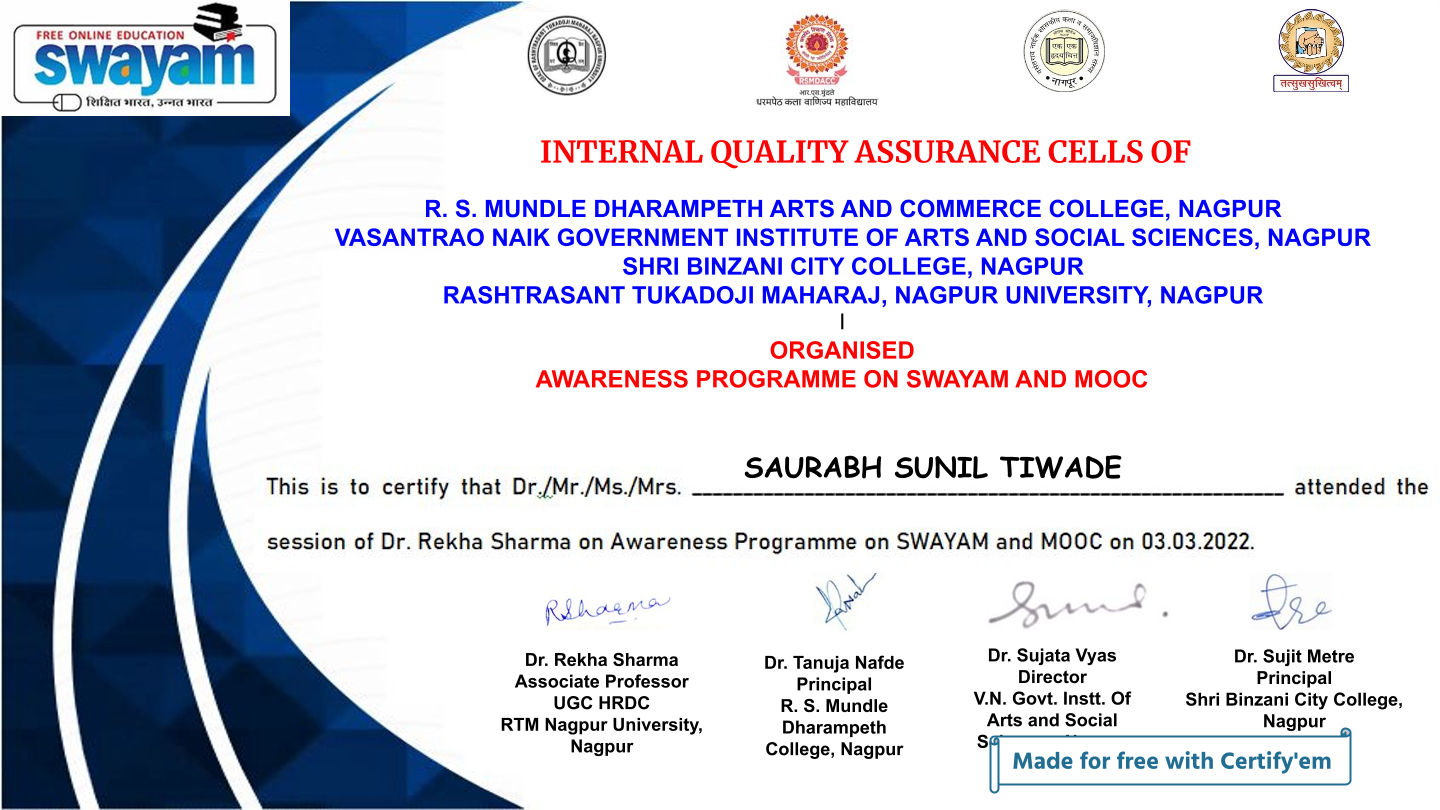 FREE ONLINE EDUCATION
swayam
शिक्षित भारत, उन्नत भारत
RSMDACC
आर.एस.मुंडले
धरमपेठ कला वाणिज्य महाविद्यालय
एक एक
हृदय चित्त
नागपूर
तत्सुखसुखित्वम्
INTERNAL QUALITY ASSURANCE CELLS OF
R. S. MUNDLE DHARAMPETH ARTS AND COMMERCE COLLEGE, NAGPUR
VASANTRAO NAIK GOVERNMENT INSTITUTE OF ARTS AND SOCIAL SCIENCES, NAGPUR
SHRI BINZANI CITY COLLEGE, NAGPUR
RASHTRASANT TUKADOJI MAHARAJ, NAGPUR UNIVERSITY, NAGPUR
ORGANISED
AWARENESS PROGRAMME ON SWAYAM AND MOOC
SAURABH SUNIL TIWADE
This is to certify that Dr./Mr./Ms./Mrs. ____________________ attended the
session of Dr. Rekha Sharma on Awareness Programme on SWAYAM and MOOC on 03.03.2022.
RSharma
Dr. Rekha Sharma
Associate Professor
UGC HRDC
RTM Nagpur University,
Nagpur
Dr. Tanuja Nafde
Principal
R. S. Mundle
Dharampeth
College, Nagpur
Dr. Sujata Vyas
Director
V.N. Govt. Instt. Of
Arts and Social
Dr. Sujit Metre
Principal
Shri Binzani City College,
Nagpur
Made for free with Certify'em